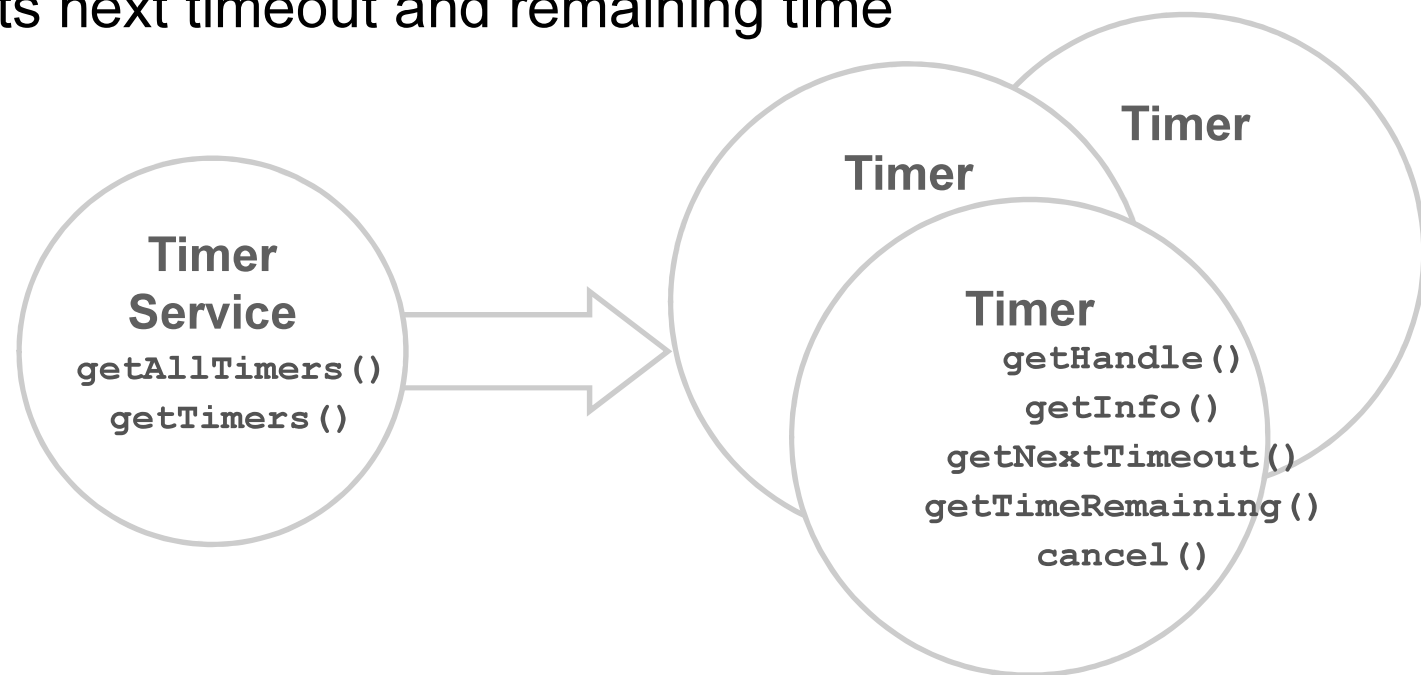 ts next timeout and remaining time
Timer
Service
getAllTimers()
getTimers()
Timer
Timer
Timer
getHandle()
getInfo()
getNextTimeout()
getTimeRemaining()
cancel()